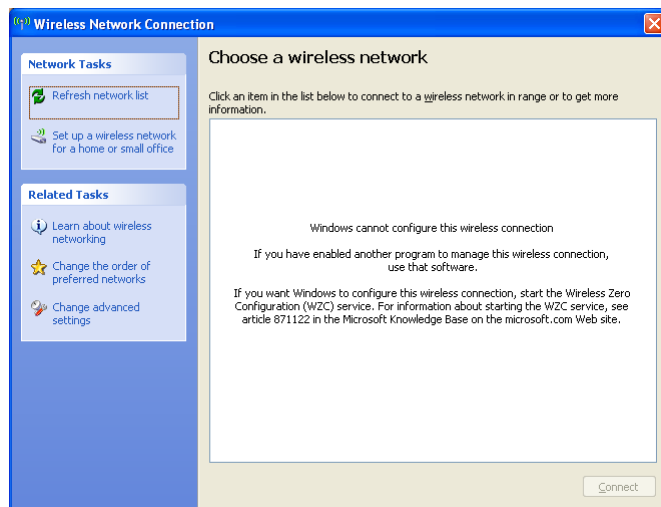 Wireless Network Connection
Network Tasks
Refresh network list
Set up a wireless network
for a home or small office
Related Tasks
Learn about wireless
networking
Change the order of
preferred networks
Change advanced
settings
Choose a wireless network
Click an item in the list below to connect to a wireless network in range or to get more
information.
Windows cannot configure this wireless connection
If you have enabled another program to manage this wireless connection,
use that software.
If you want Windows to configure this wireless connection, start the Wireless Zero
Configuration (WZC) service. For information about starting the WZC service, see
article 871122 in the Microsoft Knowledge Base on the microsoft.com Web site.
Connect